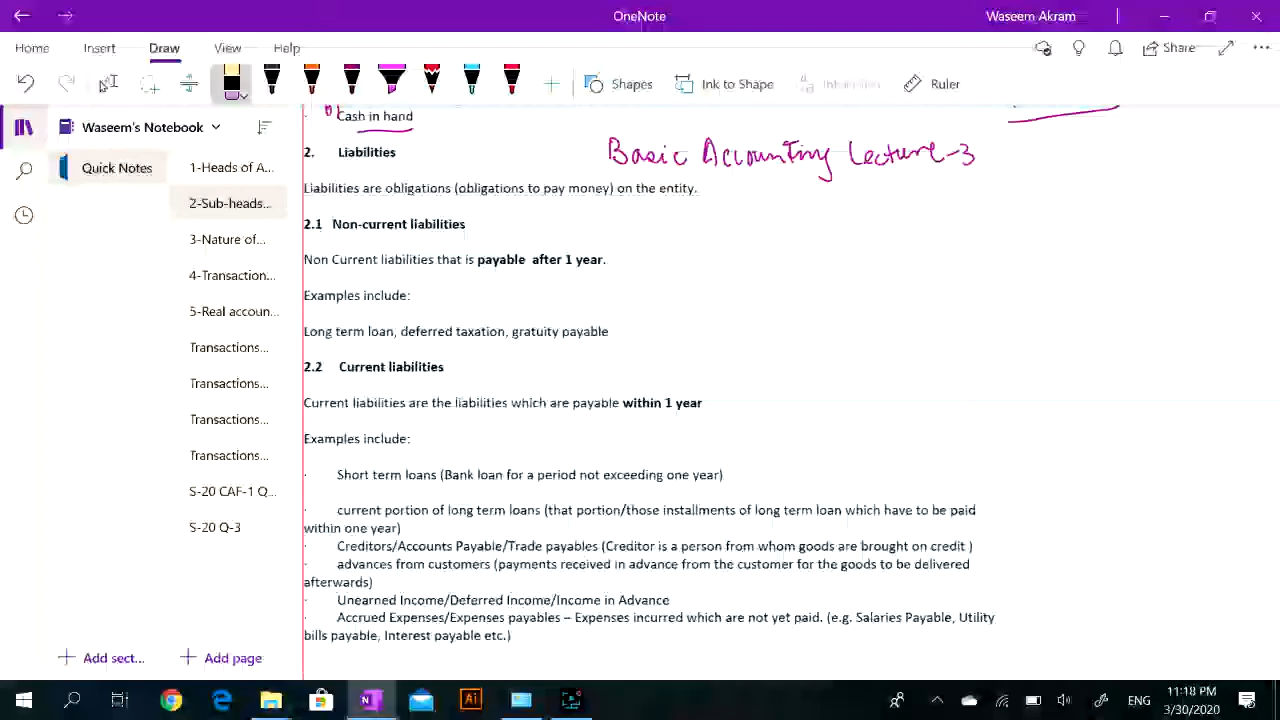 OneNote
Waseem Akram
Home
Insert
Draw
View
Help
Share
Shapes
Ink to Shape
Ruler
Waseem's Notebook
Quick Notes
1-Heads of A...
2-Sub-heads...
3-Nature of...
4-Transaction...
5-Real accoun...
Transactions...
Transactions...
Transactions...
Transactions...
S-20 CAF-1 Q...
S-20 Q-3
Add sect...
Add page
· Cash in hand
Basic Accounting Lecture-3
2. Liabilities
Liabilities are obligations (obligations to pay money) on the entity.
2.1 Non-current liabilities
Non Current liabilities that is payable after 1 year.
Examples include:
Long term loan, deferred taxation, gratuity payable
2.2 Current liabilities
Current liabilities are the liabilities which are payable within 1 year
Examples include:
· Short term loans (Bank loan for a period not exceeding one year)
· current portion of long term loans (that portion/those installments of long term loan which have to be paid
within one year)
· Creditors/Accounts Payable/Trade payables (Creditor is a person from whom goods are brought on credit )
· advances from customers (payments received in advance from the customer for the goods to be delivered
afterwards)
· Unearned Income/Deferred Income/Income in Advance
· Accrued Expenses/Expenses payables – Expenses incurred which are not yet paid. (e.g. Salaries Payable, Utility
bills payable, Interest payable etc.)
ENG
11:18 PM
3/30/2020